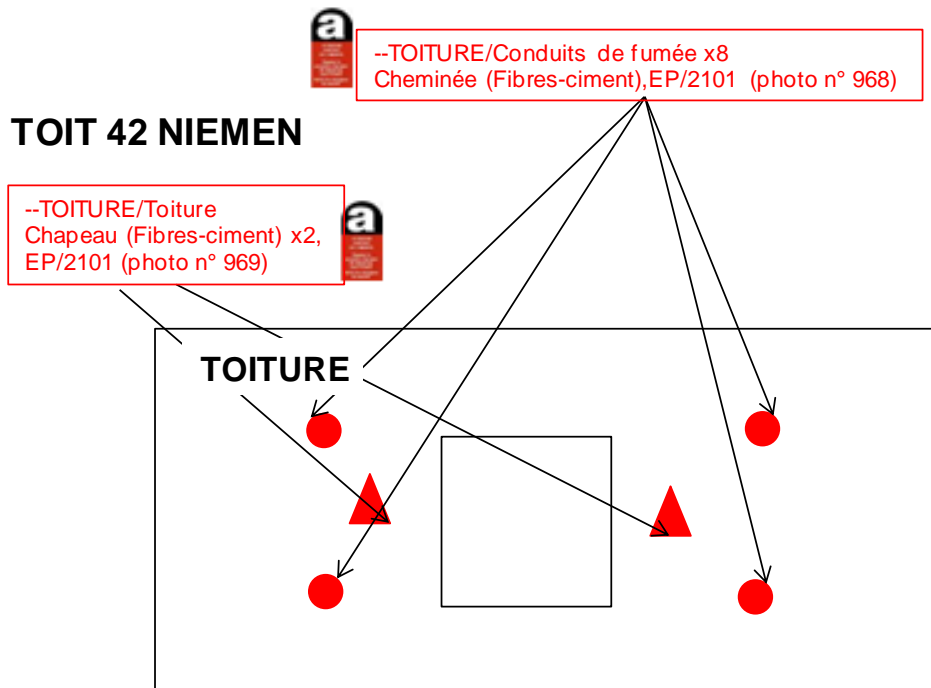 --TOITURE/Conduits de fumée x8
Cheminée (Fibres-ciment),EP/2101 (photo n° 968)
TOIT 42 NIEMEN
--TOITURE/Toiture
Chapeau (Fibres-ciment) x2,
EP/2101 (photo n° 969)
TOITURE
a
a